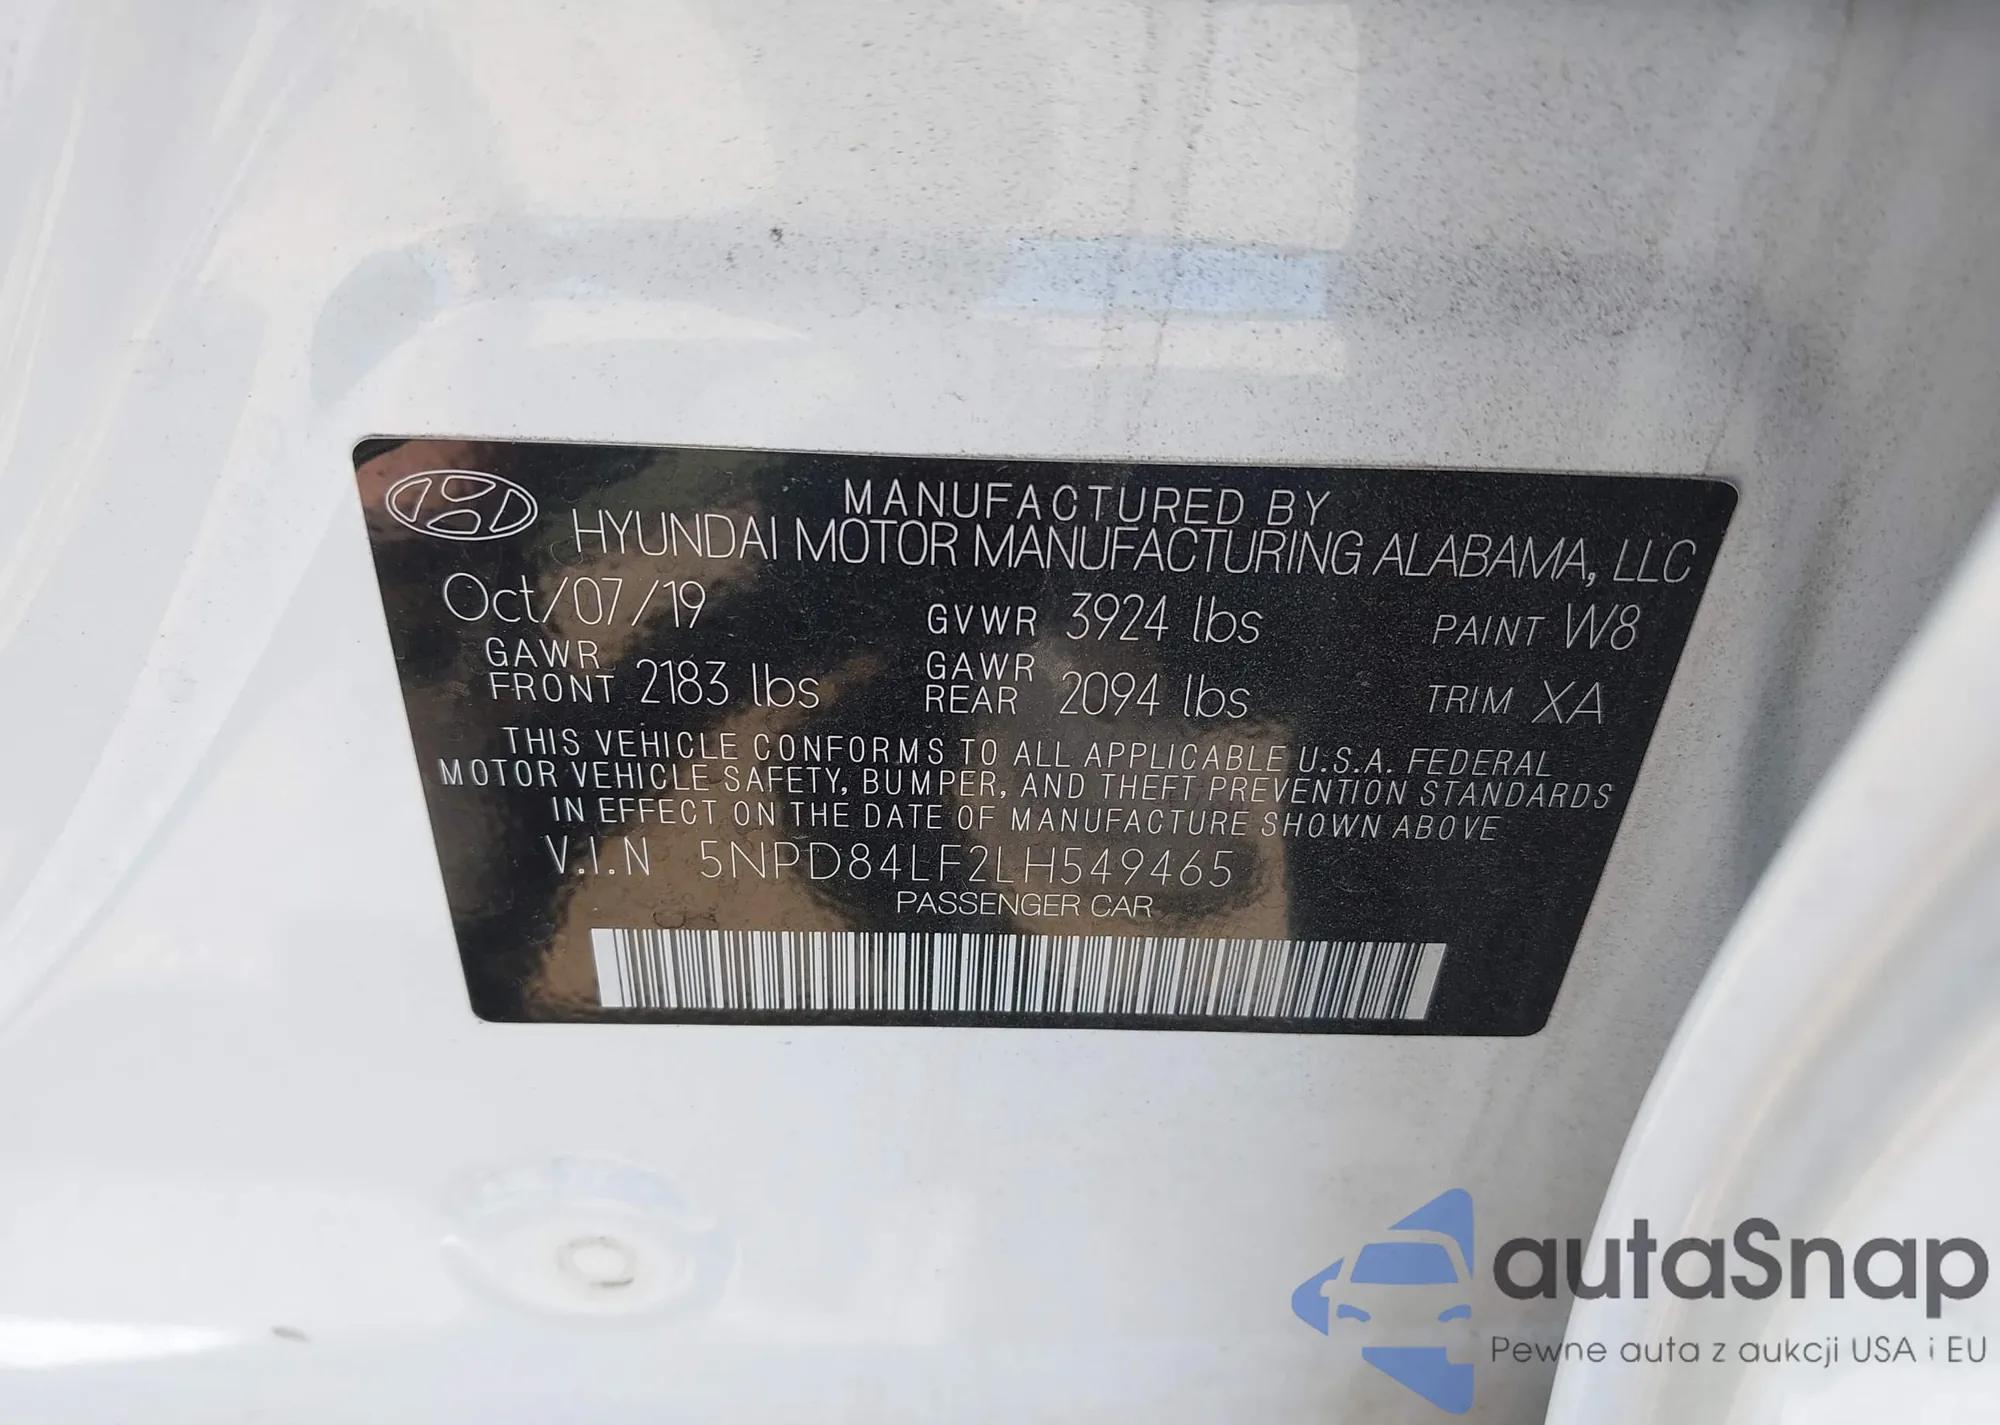 MANUFACTURED BY
HYUNDAI MOTOR MANUFACTURING ALABAMA, LLC
Oct/07/19 GVWR 3924 lbs PAINT W8
GAWR FRONT 2183 lbs GAWR REAR 2094 lbs TRIM XA
THIS VEHICLE CONFORMS TO ALL APPLICABLE U.S.A. FEDERAL
MOTOR VEHICLE SAFETY, BUMPER, AND THEFT PREVENTION STANDARDS
IN EFFECT ON THE DATE OF MANUFACTURE SHOWN ABOVE
V.I.N 5NPD84LF2LH549465
PASSENGER CAR
autaSnap
Pewne auta z aukcji USA i EU